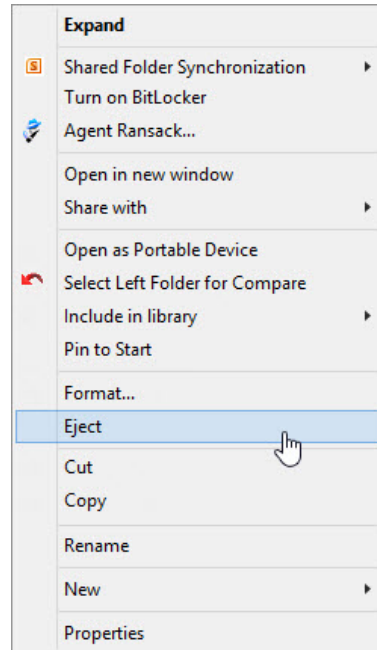 Expand
S Shared Folder Synchronization
Turn on BitLocker
Agent Ransack...
Open in new window
Share with
Open as Portable Device
Select Left Folder for Compare
Include in library
Pin to Start
Format...
Eject
Cut
Copy
Rename
New
Properties